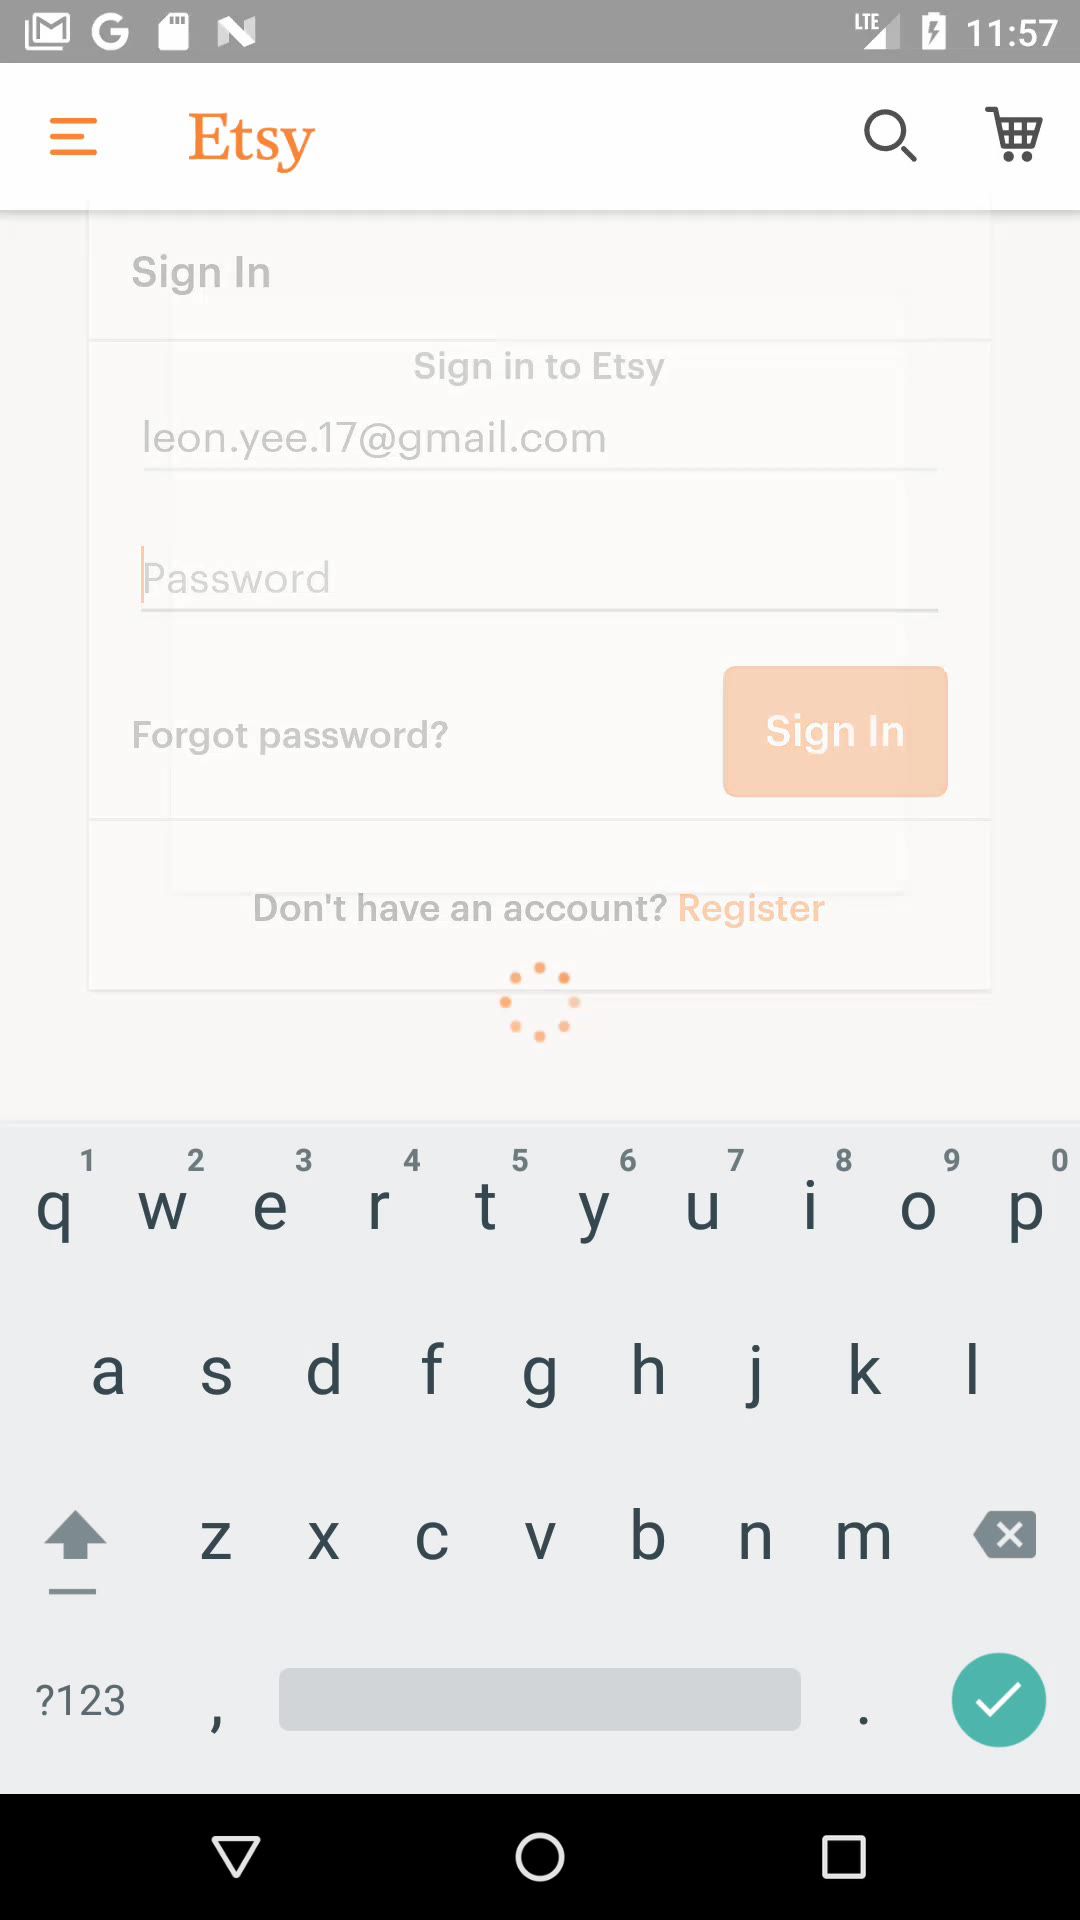 LTE 11:57
Etsy
Sign In
Sign in to Etsy
leon.yee.17@gmail.com
Password
Forgot password?
Sign In
Don't have an account? Register
1 2 3 4 5 6 7 8 9 0
q w e r t y u i o p
a s d f g h j k l
z x c v b n m
?123 , .